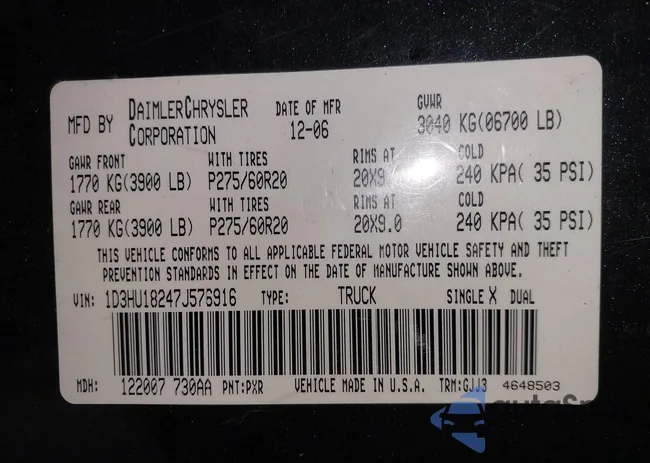 MFD BY DAIMLERCHRYSLER CORPORATION DATE OF MFR 12-06 GVWR 3040 KG(06700 LB)
GAWR FRONT WITH TIRES RIMS AT COLD
1770 KG(3900 LB) P275/60R20 20X9 240 KPA( 35 PSI)
GAWR REAR WITH TIRES RIMS AT COLD
1770 KG(3900 LB) P275/60R20 20X9.0 240 KPA( 35 PSI)
THIS VEHICLE CONFORMS TO ALL APPLICABLE FEDERAL MOTOR VEHICLE SAFETY AND THEFT
PREVENTION STANDARDS IN EFFECT ON THE DATE OF MANUFACTURE SHOWN ABOVE.
VIN: 1D3HU18247J576916 TYPE: TRUCK SINGLE X DUAL
MDH: 122007 730AA PNT:PXR VEHICLE MADE IN U.S.A. TRM:GJJ3 4648503